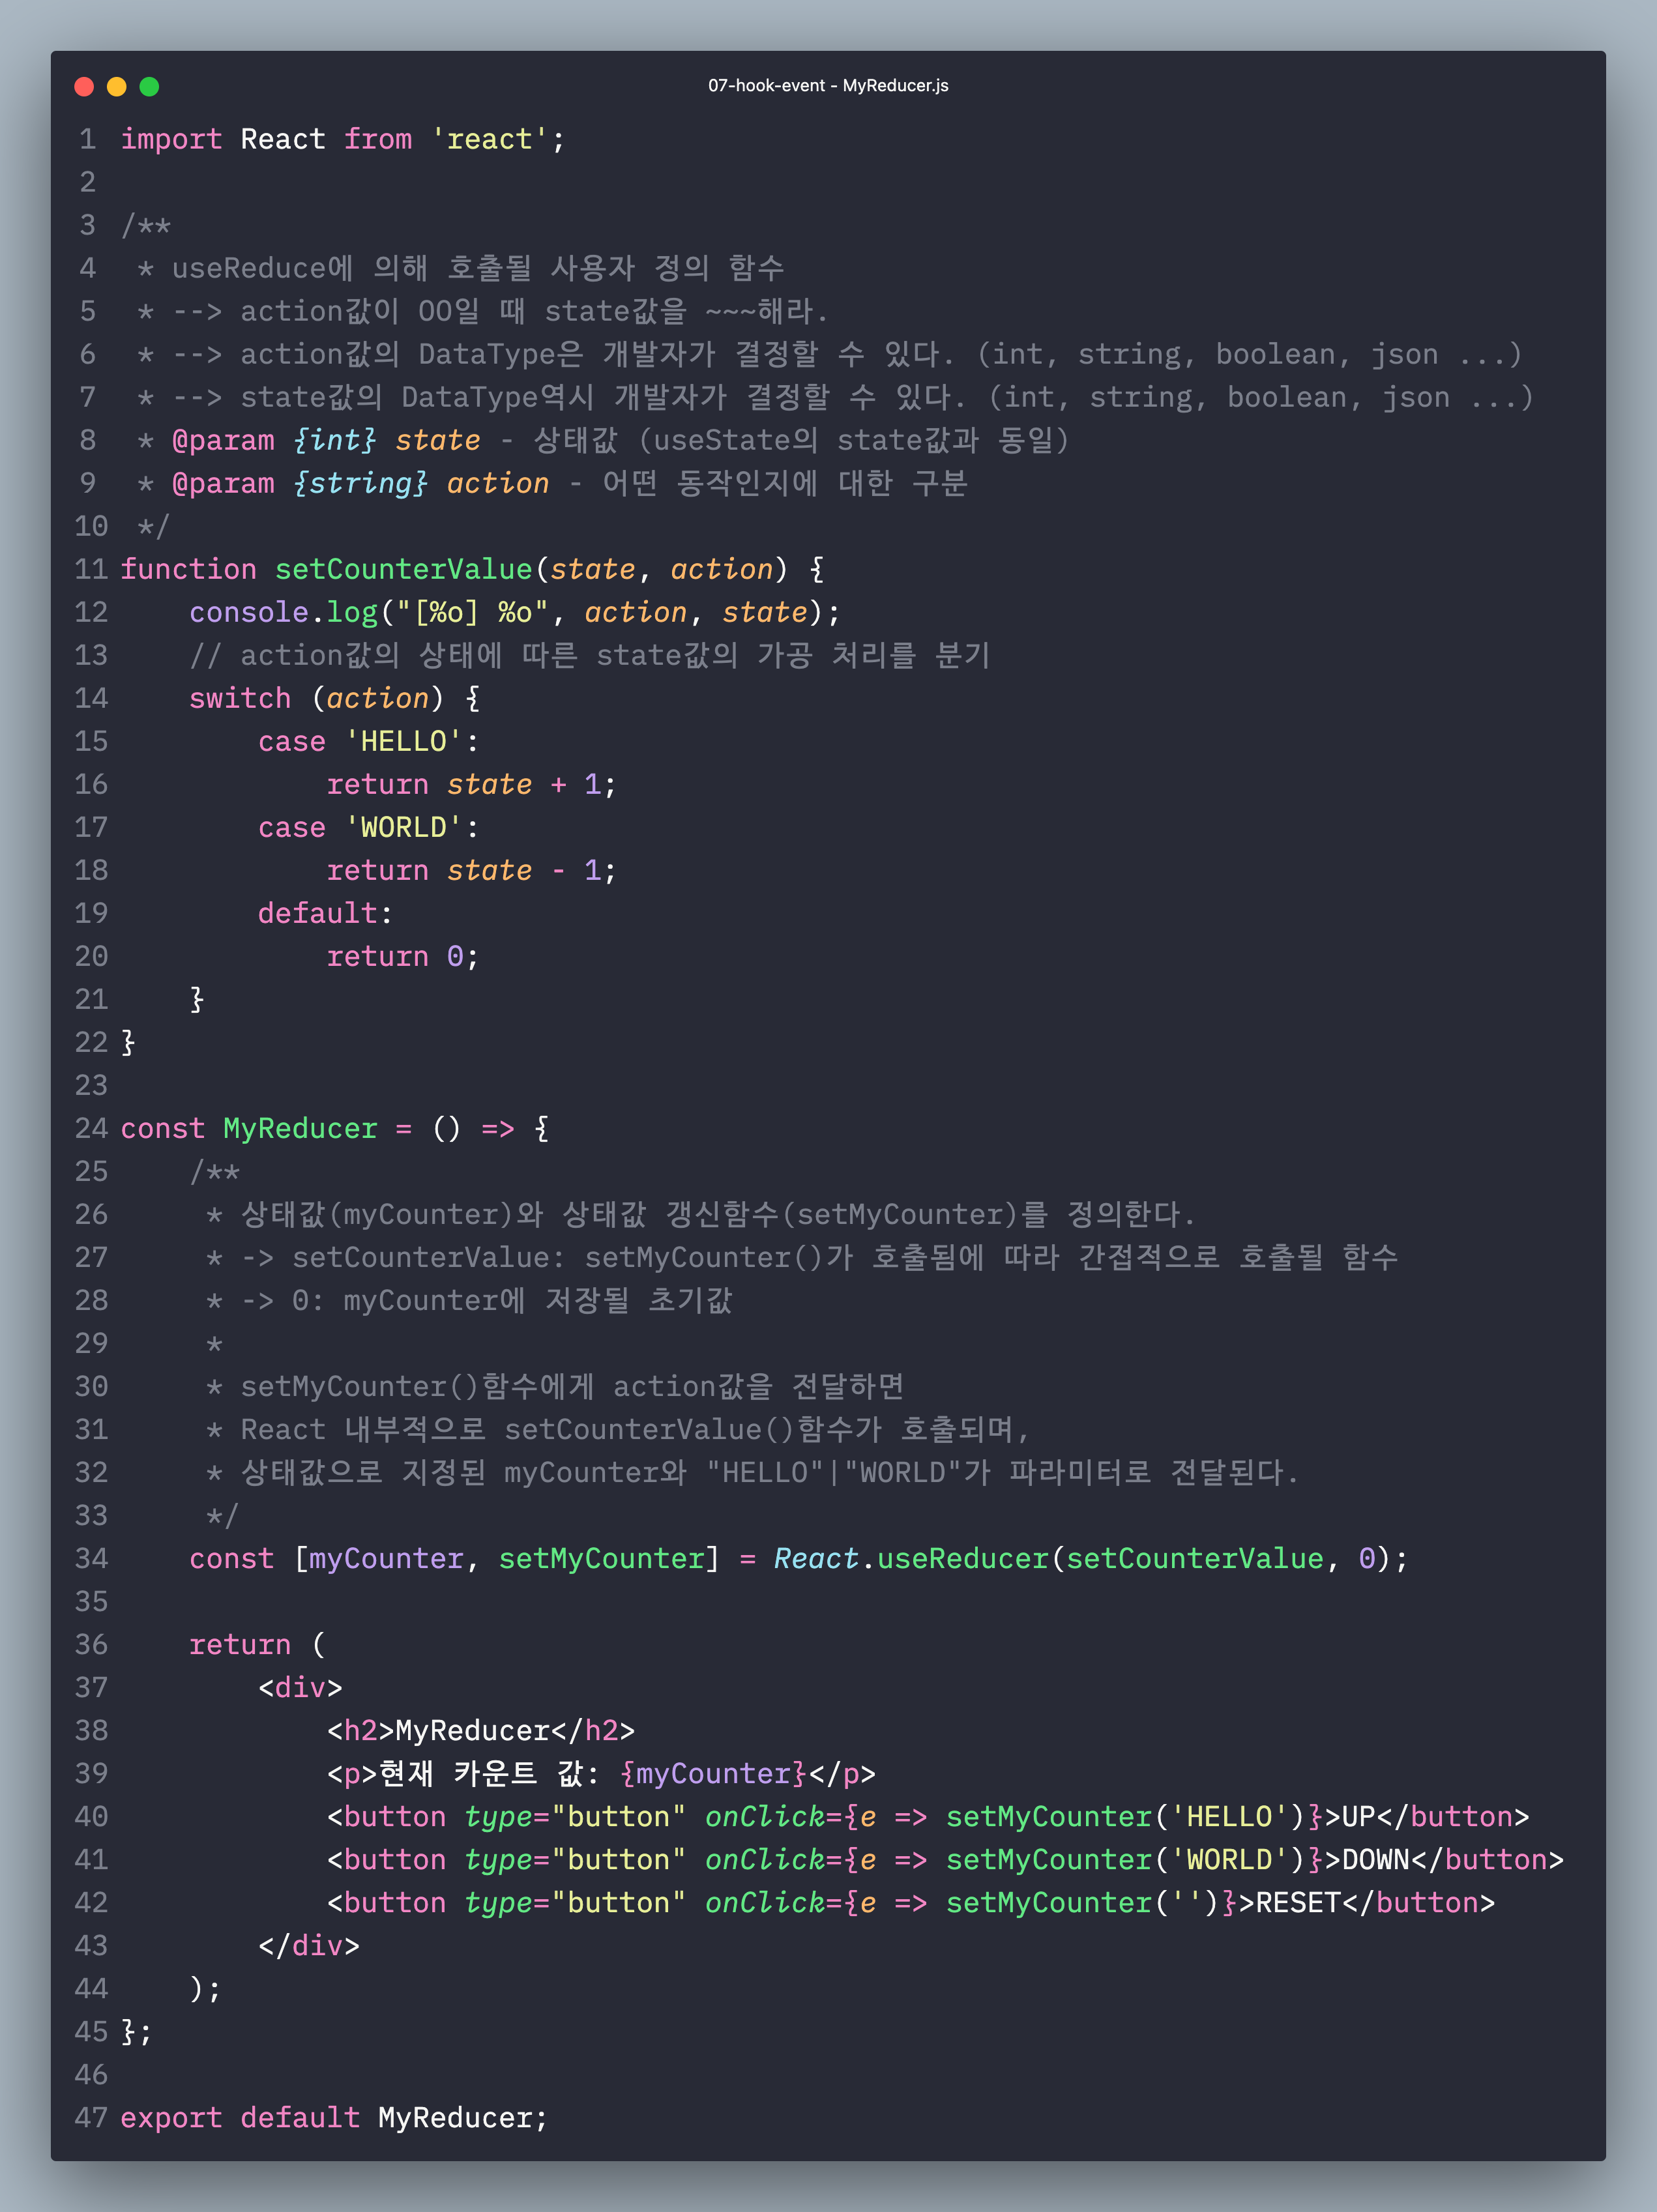 07-hook-event - MyReducer.js
1 import React from 'react';
2
3 /**
4  * useReduce에 의해 호출될 사용자 정의 함수
5  * --> action값이 OO일 때 state값을 ~~~해라.
6  * --> action값의 DataType은 개발자가 결정할 수 있다. (int, string, boolean, json ...)
7  * --> state값의 DataType역시 개발자가 결정할 수 있다. (int, string, boolean, json ...)
8  * @param {int} state - 상태값 (useState의 state값과 동일)
9  * @param {string} action - 어떤 동작인지에 대한 구분
10  */
11 function setCounterValue(state, action) {
12     console.log("[%o] %o", action, state);
13     // action값의 상태에 따른 state값의 가공 처리를 분기
14     switch (action) {
15         case 'HELLO':
16             return state + 1;
17         case 'WORLD':
18             return state - 1;
19         default:
20             return 0;
21     }
22 }
23
24 const MyReducer = () => {
25     /**
26      * 상태값(myCounter)와 상태값 갱신함수(setMyCounter)를 정의한다.
27      * -> setCounterValue: setMyCounter()가 호출됨에 따라 간접적으로 호출될 함수
28      * -> 0: myCounter에 저장될 초기값
29      *
30      * setMyCounter()함수에게 action값을 전달하면
31      * React 내부적으로 setCounterValue()함수가 호출되며,
32      * 상태값으로 지정된 myCounter와 "HELLO"|"WORLD"가 파라미터로 전달된다.
33      */
34     const [myCounter, setMyCounter] = React.useReducer(setCounterValue, 0);
35
36     return (
37         <div>
38             <h2>MyReducer</h2>
39             <p>현재 카운트 값: {myCounter}</p>
40             <button type="button" onClick={e => setMyCounter('HELLO')}>UP</button>
41             <button type="button" onClick={e => setMyCounter('WORLD')}>DOWN</button>
42             <button type="button" onClick={e => setMyCounter('')}>RESET</button>
43         </div>
44     );
45 };
46
47 export default MyReducer;